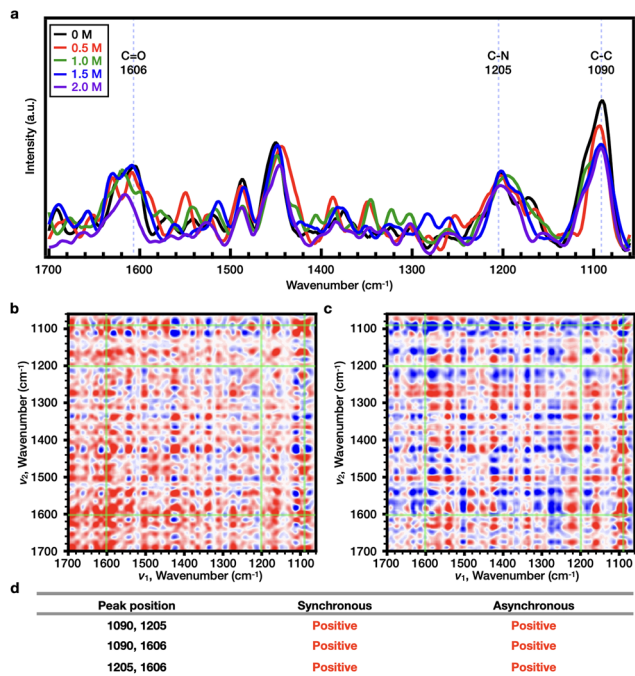 a
0 M
0.5 M
1.0 M
1.5 M
2.0 M
C=O
1606
C-N
1205
C-C
1090
Intensity (a.u.)
1700 1600 1500 1400 1300 1200 1100
Wavenumber (cm⁻¹)
b
1100
1200
1300
1400
1500
1600
1700
ν₂, Wavenumber (cm⁻¹)
1700 1600 1500 1400 1300 1200 1100
ν₁, Wavenumber (cm⁻¹)
c
1100
1200
1300
1400
1500
1600
1700
ν₂, Wavenumber (cm⁻¹)
1700 1600 1500 1400 1300 1200 1100
ν₁, Wavenumber (cm⁻¹)
d
Peak position Synchronous Asynchronous
1090, 1205 Positive Positive
1090, 1606 Positive Positive
1205, 1606 Positive Positive